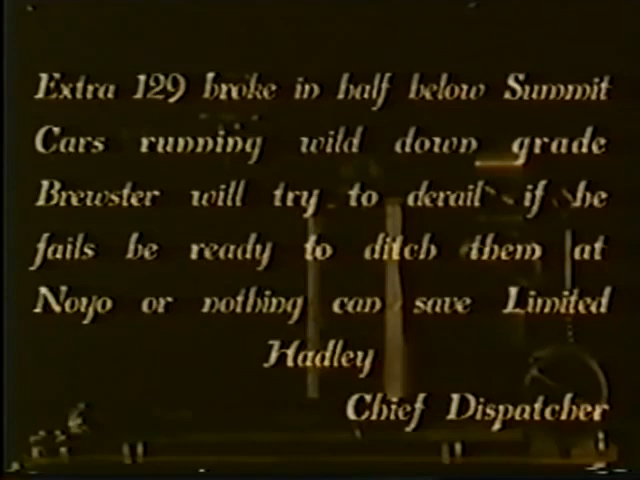 Extra 129 broke in half below Summit
Cars running wild down grade
Brewster will try to derail if he
fails be ready to ditch them at
Noyo or nothing can save Limited
Hadley
Chief Dispatcher